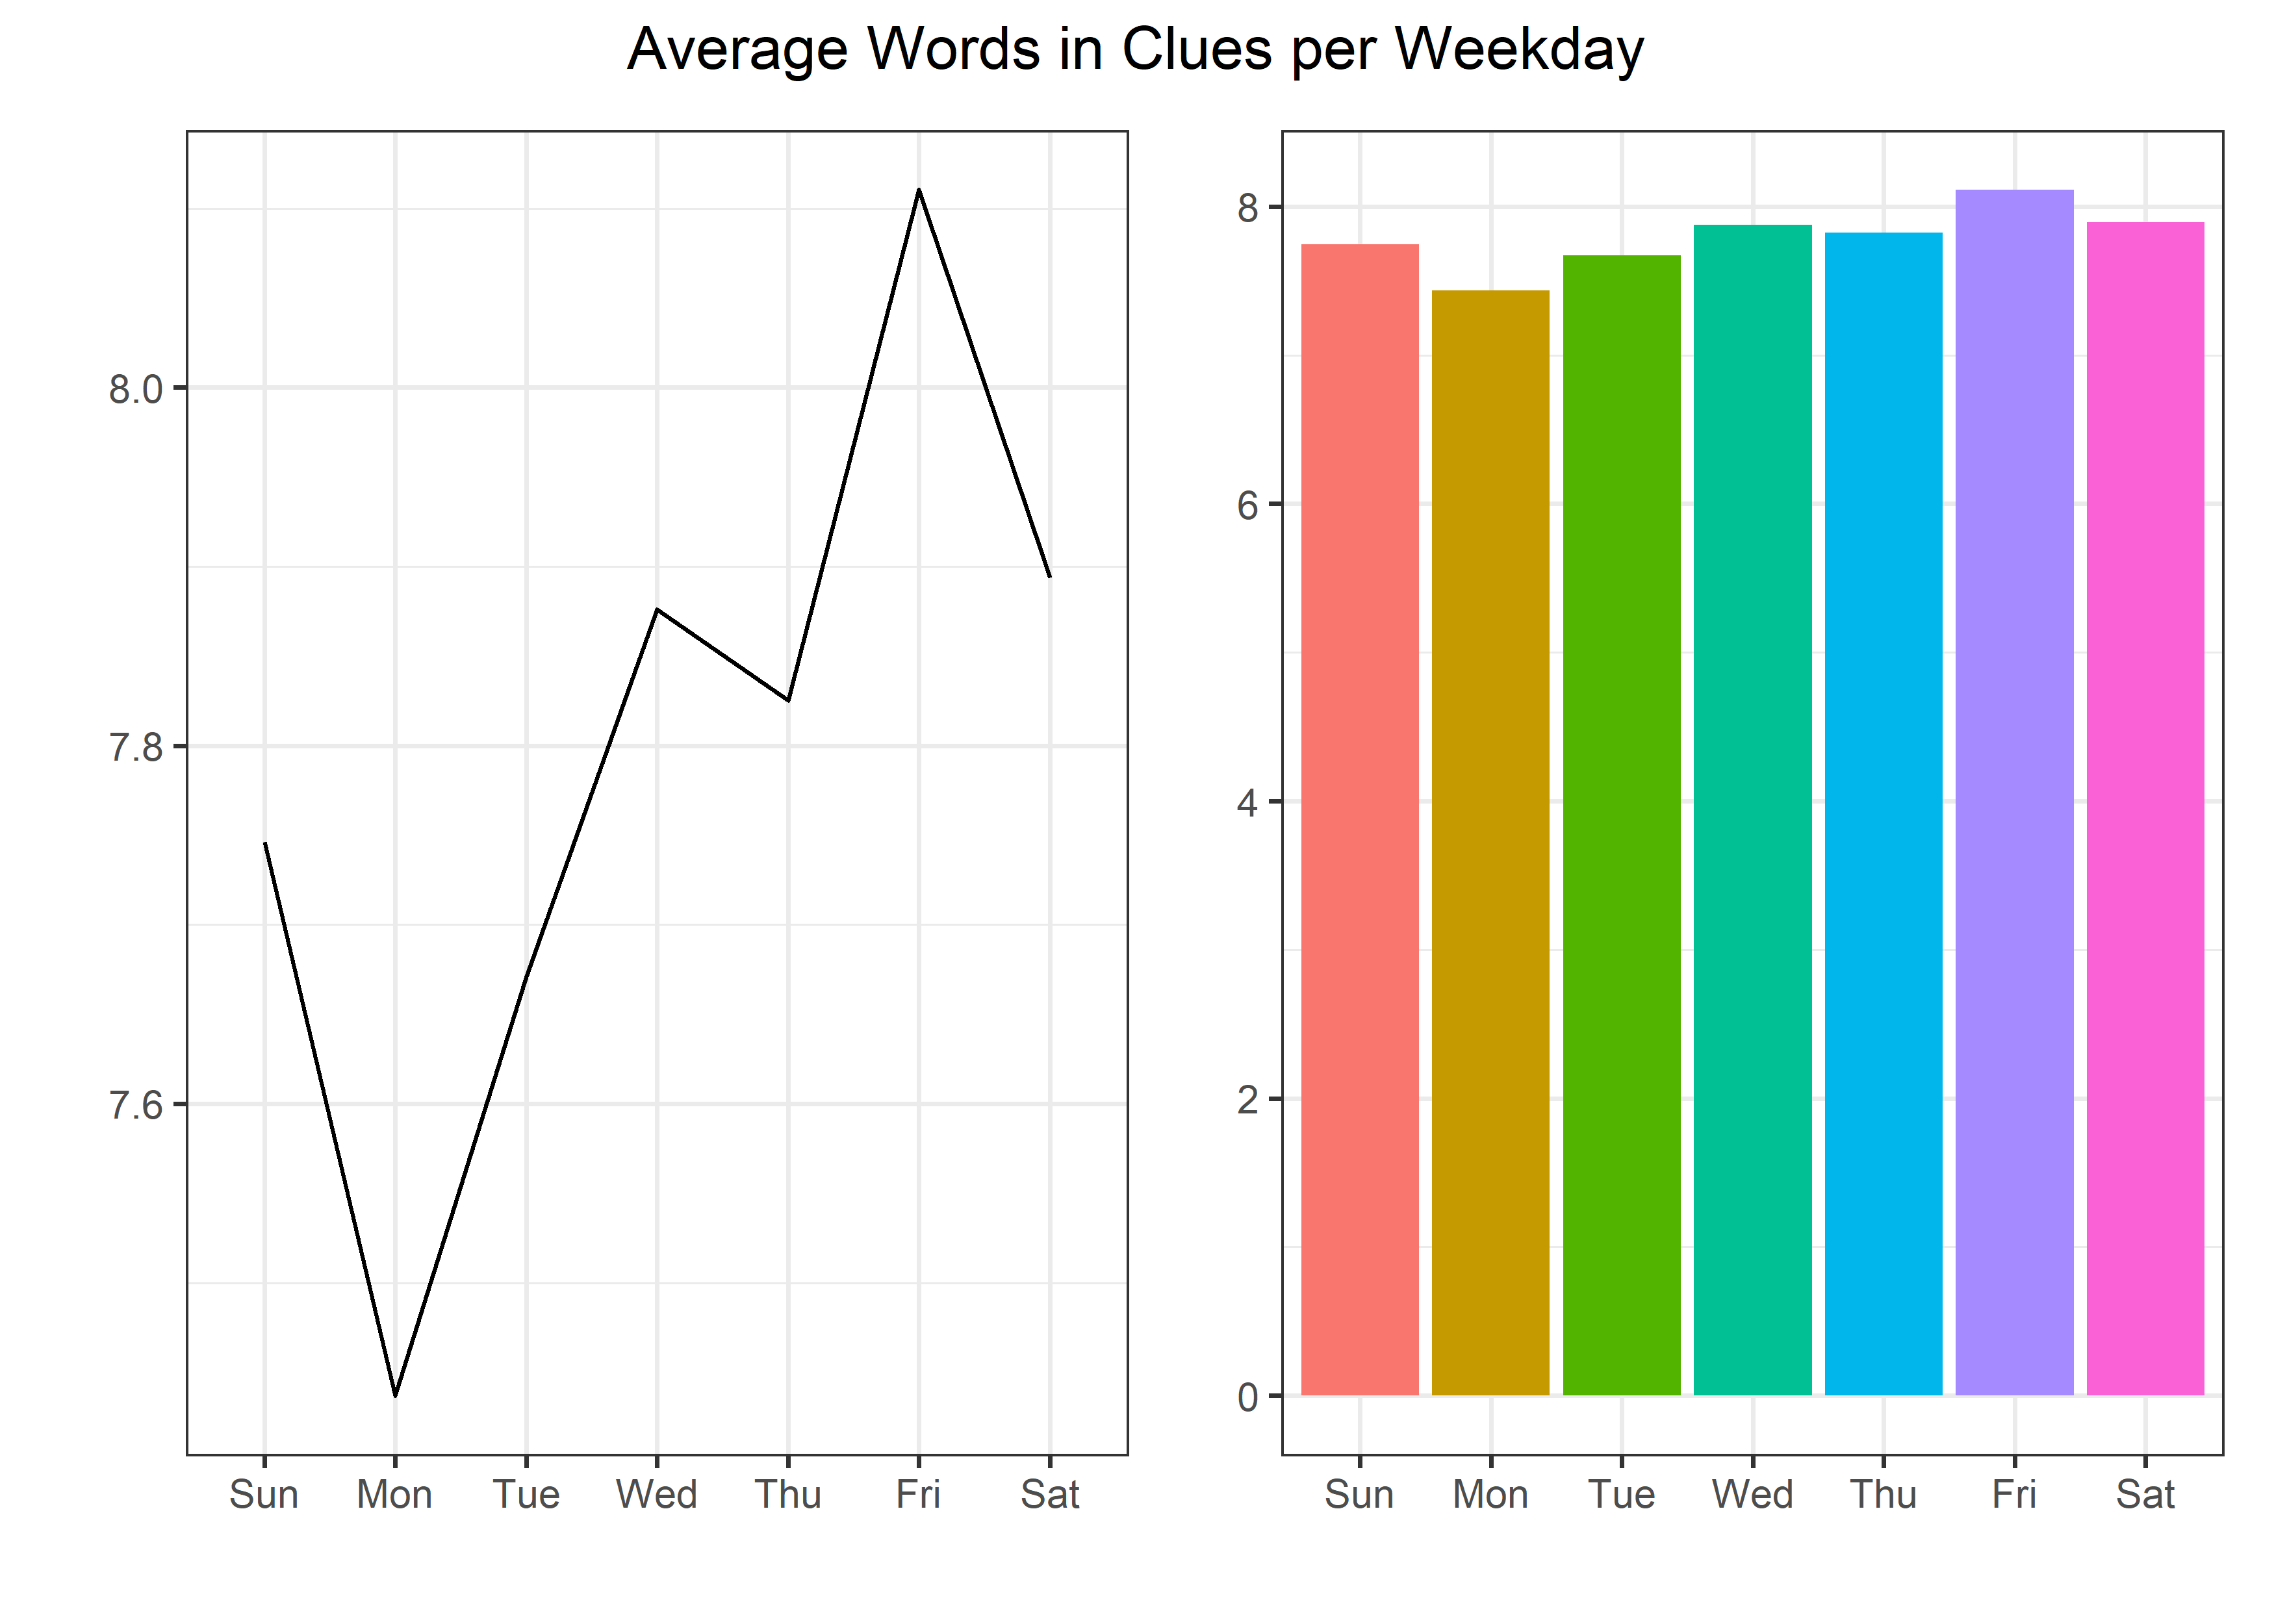 Average Words in Clues per Weekday
8.0
7.8
7.6
Sun Mon Tue Wed Thu Fri Sat
8
6
4
2
0
Sun Mon Tue Wed Thu Fri Sat